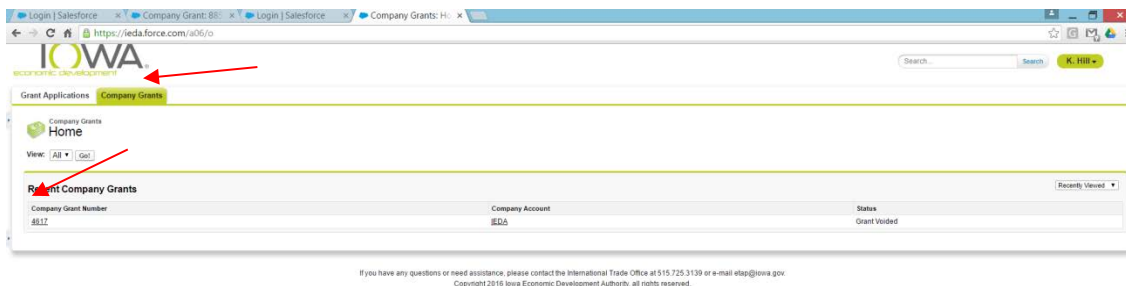 Login | Salesforce × Company Grant: 88 × Login | Salesforce × Company Grants: Ho ×
https://ieda.force.com/a06/o
IOWA
economic development
Search... Search K. Hill
Grant Applications Company Grants
Company Grants
Home
View: All Go!
Recent Company Grants Recently Viewed
Company Grant Number Company Account Status
4617 IEDA Grant Voided
If you have any questions or need assistance, please contact the International Trade Office at 515.725.3139 or e-mail etap@iowa.gov.
Copyright 2016 Iowa Economic Development Authority, all rights reserved.